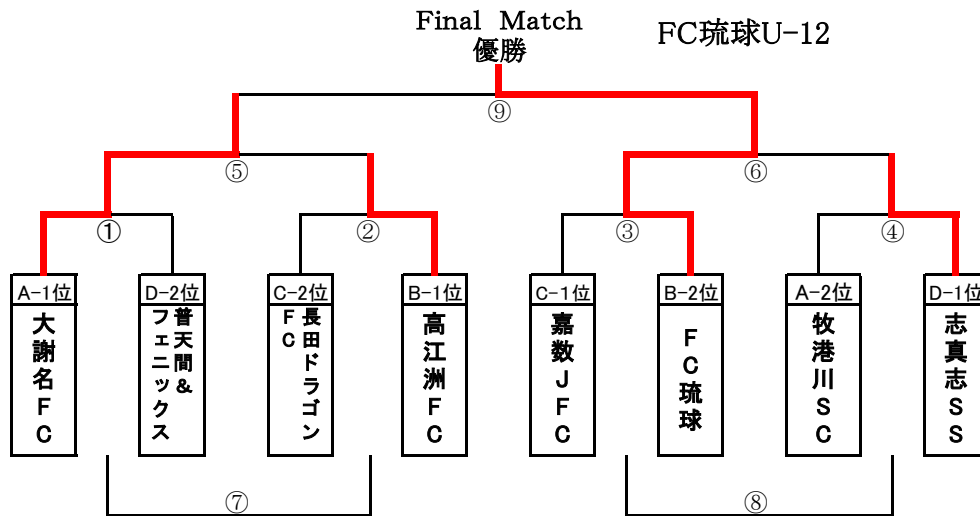 Final Match
優勝
FC琉球U-12
⑨
⑤
⑥
①
②
③
④
A-1位
D-2位
C-2位
B-1位
C-1位
B-2位
A-2位
D-1位
大謝名FC
普天間&
フェニックス
長田ドラゴン
FC
高江洲FC
嘉数JFC
FC琉球
牧港川SC
志真志SS
⑦
⑧